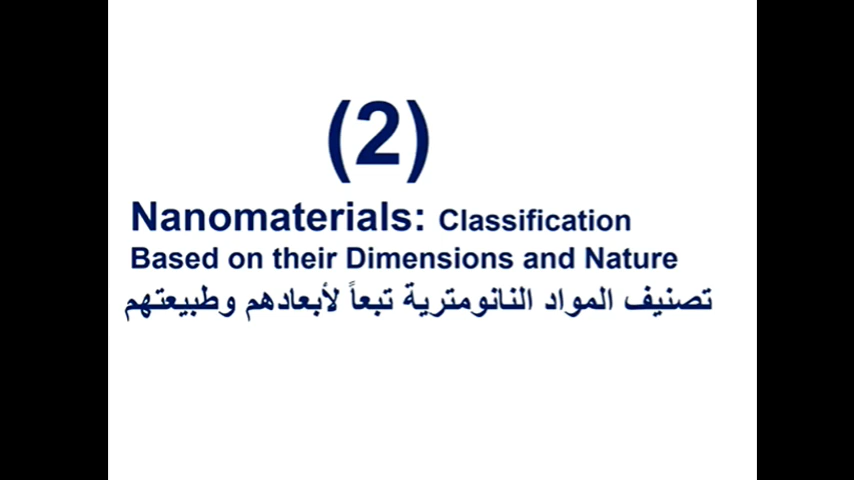 (2)
Nanomaterials: Classification
Based on their Dimensions and Nature
تصنيف المواد النانومترية تبعاً لأبعادهم وطبيعتهم